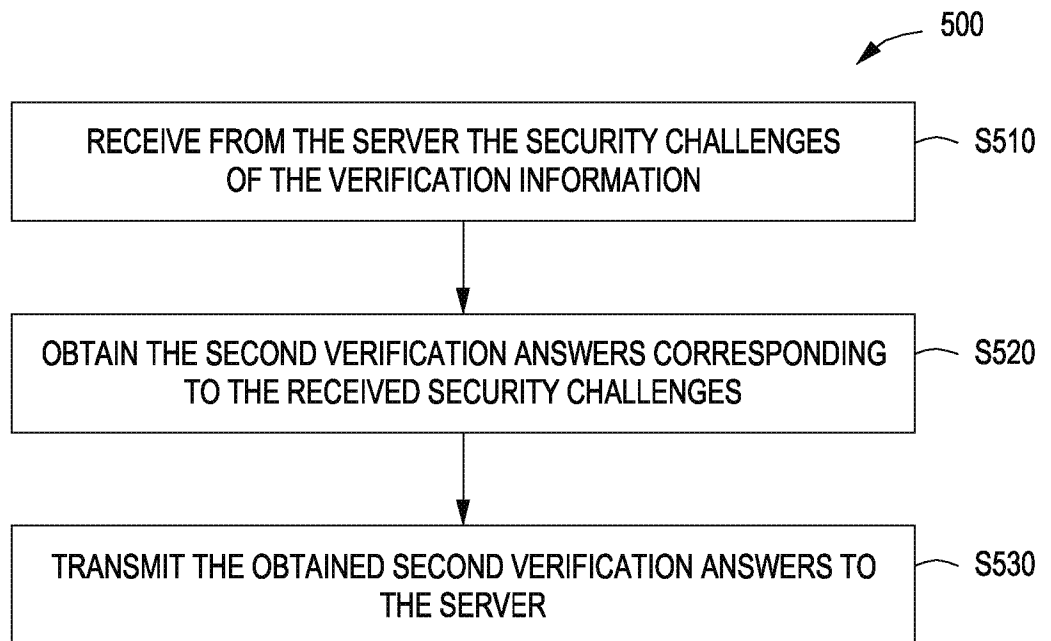 500
RECEIVE FROM THE SERVER THE SECURITY CHALLENGES
OF THE VERIFICATION INFORMATION
S510
OBTAIN THE SECOND VERIFICATION ANSWERS CORRESPONDING
TO THE RECEIVED SECURITY CHALLENGES
S520
TRANSMIT THE OBTAINED SECOND VERIFICATION ANSWERS TO
THE SERVER
S530